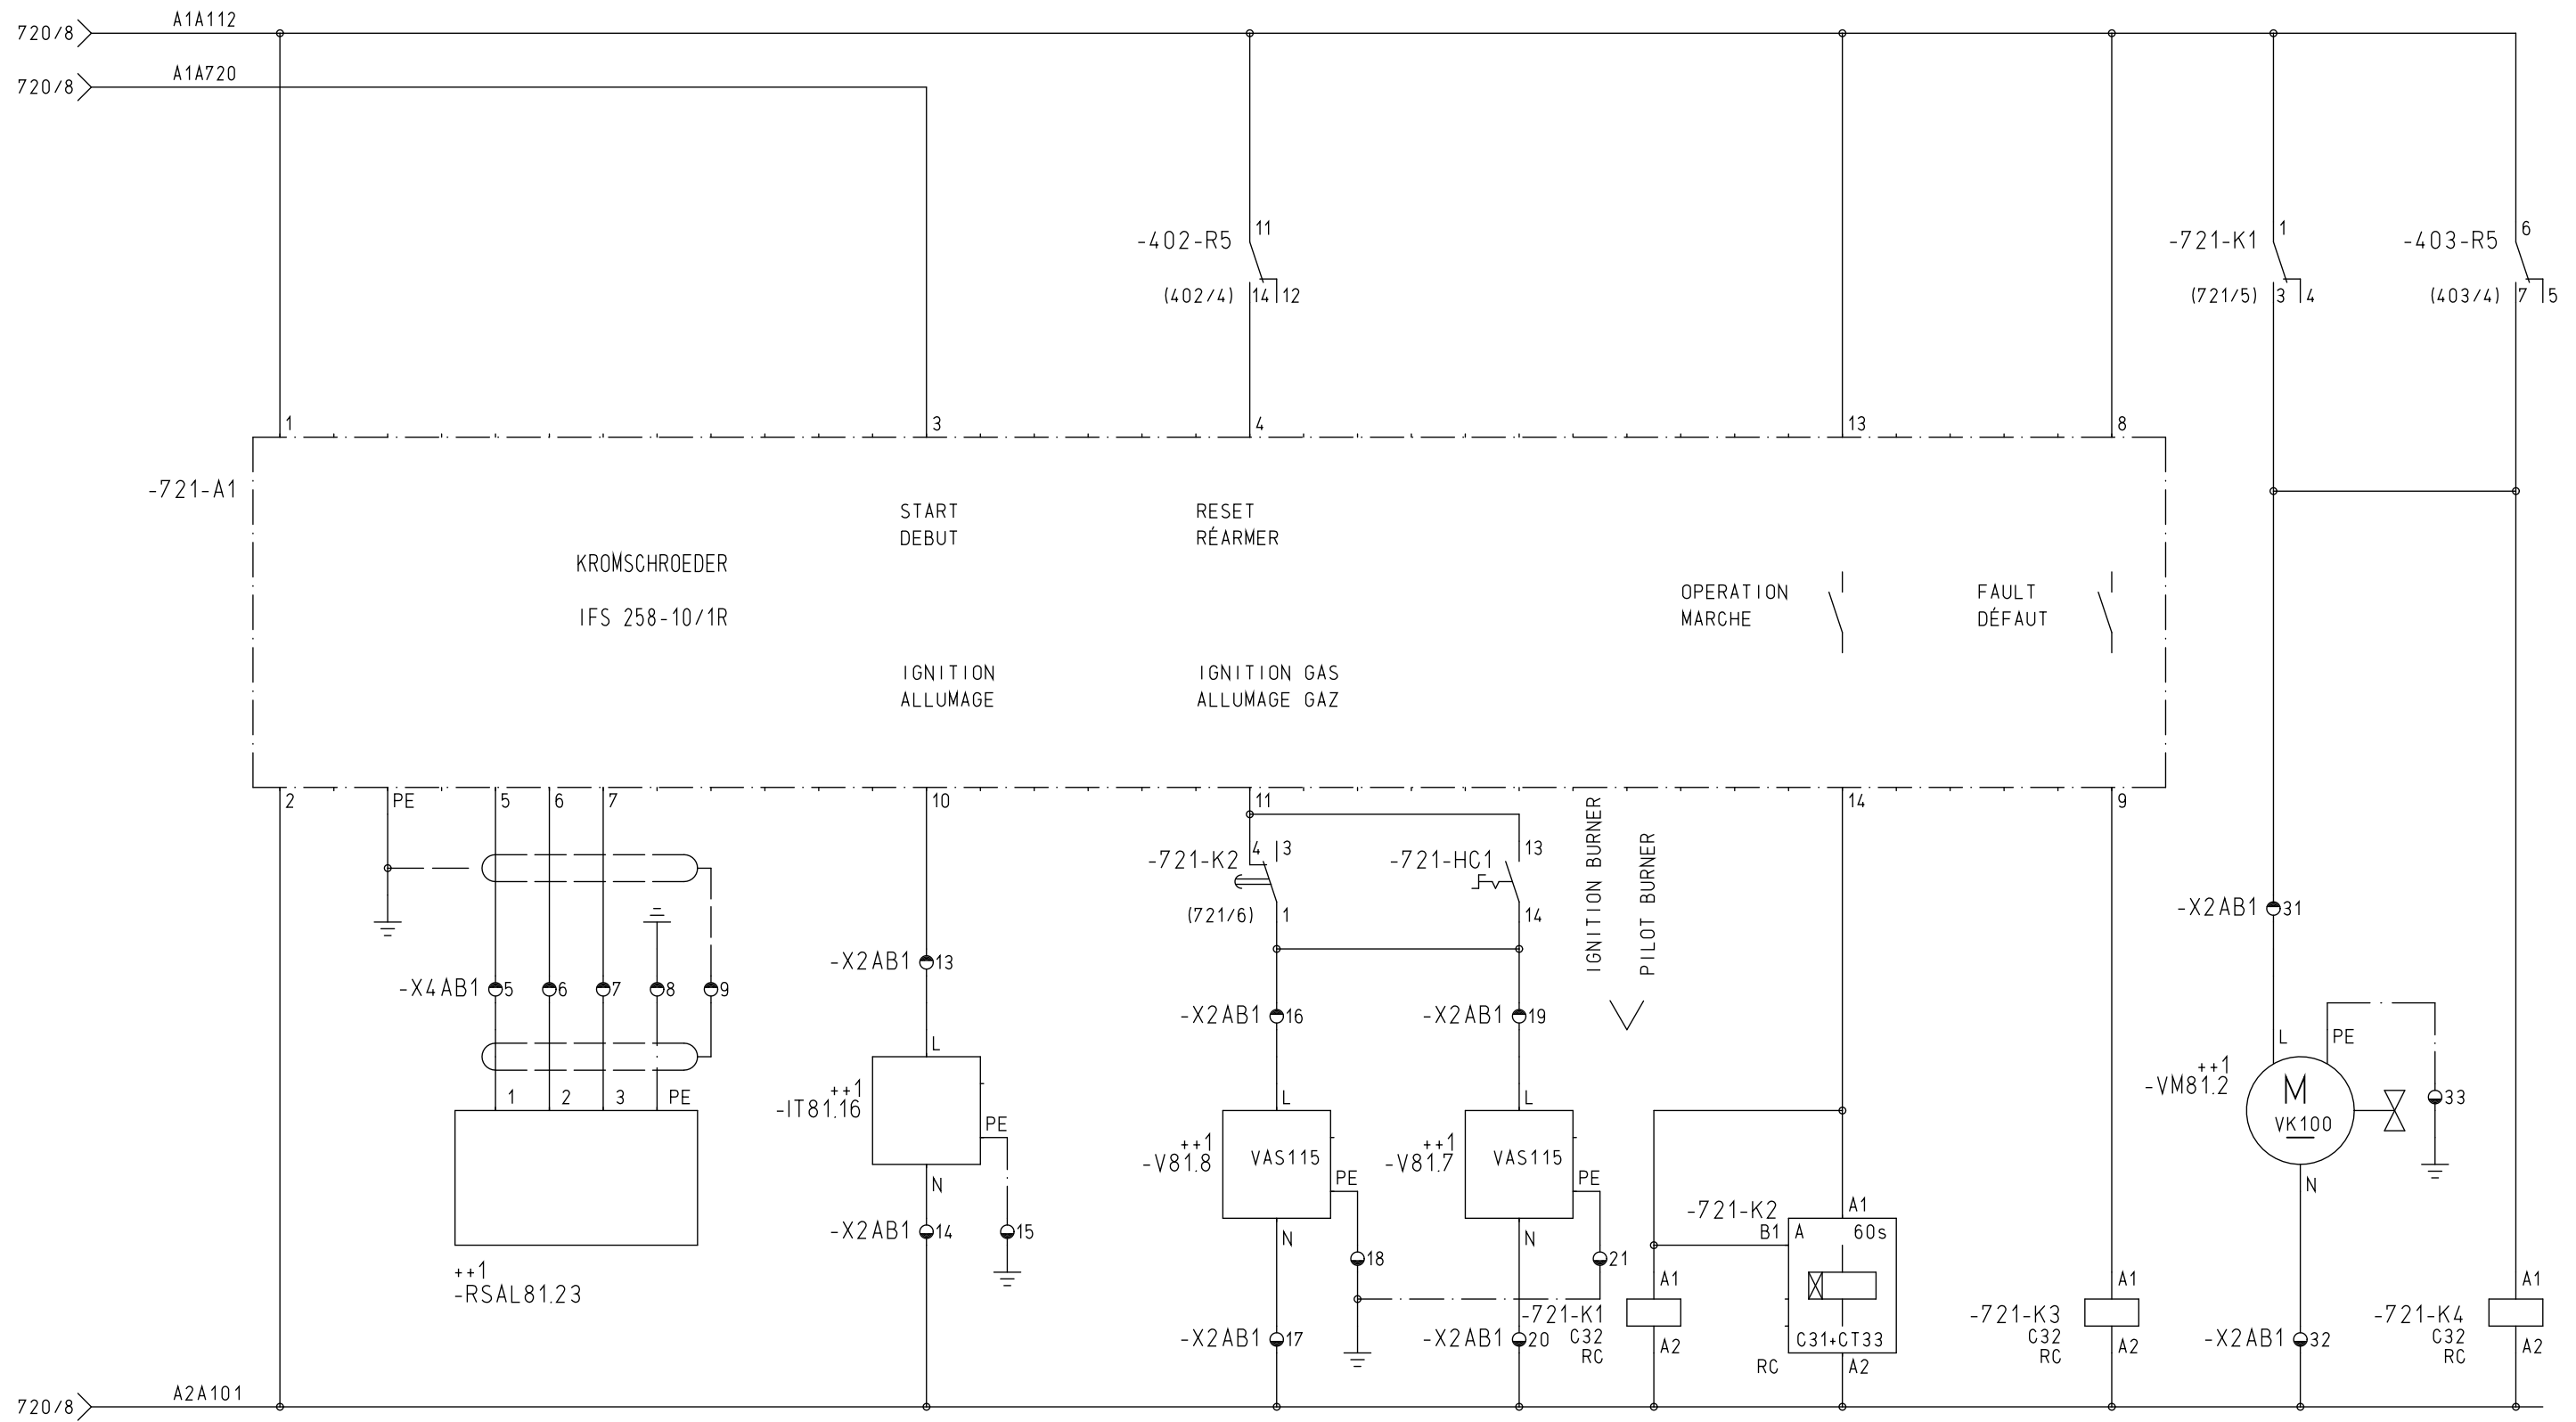 A1A112
720/8
A1A720
720/8
11
-402-R5
(402/4)
14
12
1
-721-K1
(721/5)
3
4
6
-403-R5
(403/4)
7
5
1
3
4
13
8
-721-A1
START
DEBUT
RESET
RÉARMER
KROMSCHROEDER
IFS 258-10/1R
OPERATION
MARCHE
FAULT
DÉFAUT
IGNITION
ALLUMAGE
IGNITION GAS
ALLUMAGE GAZ
2
PE
5
6
7
10
11
14
9
IGNITION BURNER
PILOT BURNER
-721-K2
4
3
(721/6)
1
-721-HC1
13
14
-X2AB1
31
-X2AB1
13
-X4AB1
5
6
7
8
9
-X2AB1
16
-X2AB1
19
L
PE
++1
-VM81.2
M
VK100
33
N
1
2
3
PE
++1
-RSAL81.23
L
++1
-IT81.16
PE
N
-X2AB1
14
15
L
++1
-V81.8
VAS115
PE
N
18
-X2AB1
17
L
++1
-V81.7
VAS115
PE
N
21
-X2AB1
20
-721-K2
A1
B1
A
60s
C31+CT33
RC
A2
A1
-721-K1
C32
RC
A2
A1
-721-K3
C32
RC
A2
-X2AB1
32
A1
-721-K4
C32
RC
A2
A2A101
720/8